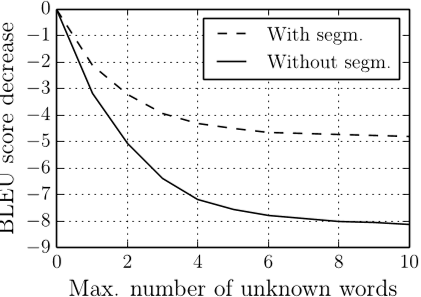 0
−1
−2
−3
−4
−5
−6
−7
−8
−9
BLEU score decrease
With segm.
Without segm.
0 2 4 6 8 10
Max. number of unknown words